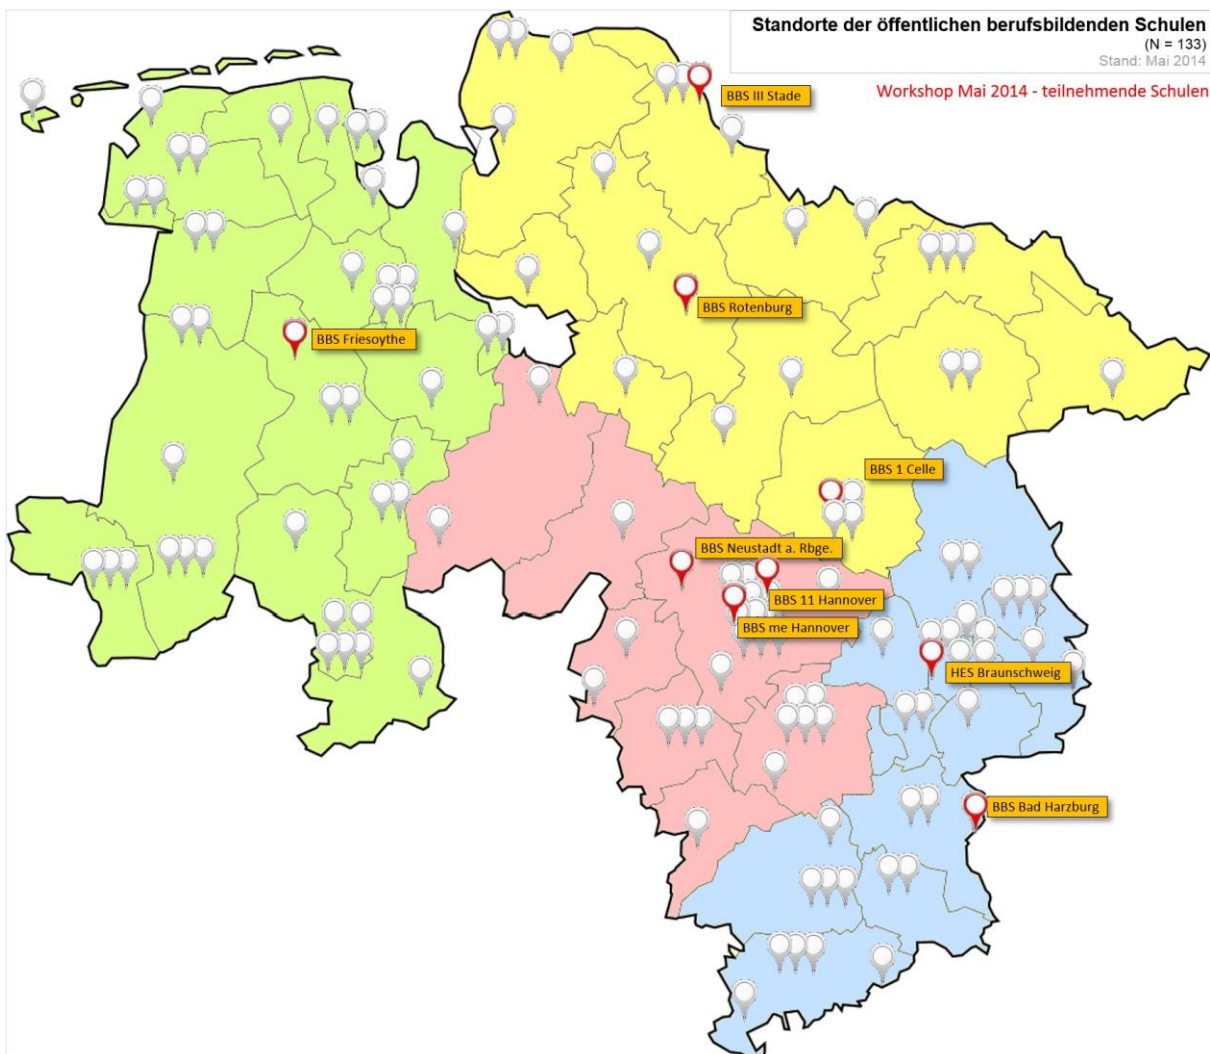 Standorte der öffentlichen berufsbildenden Schulen
(N = 133)
Stand: Mai 2014
Workshop Mai 2014 - teilnehmende Schulen
BBS III Stade
BBS Rotenburg
BBS Friesoythe
BBS 1 Celle
BBS Neustadt a. Rbge.
BBS 11 Hannover
BBS me Hannover
HES Braunschweig
BBS Bad Harzburg